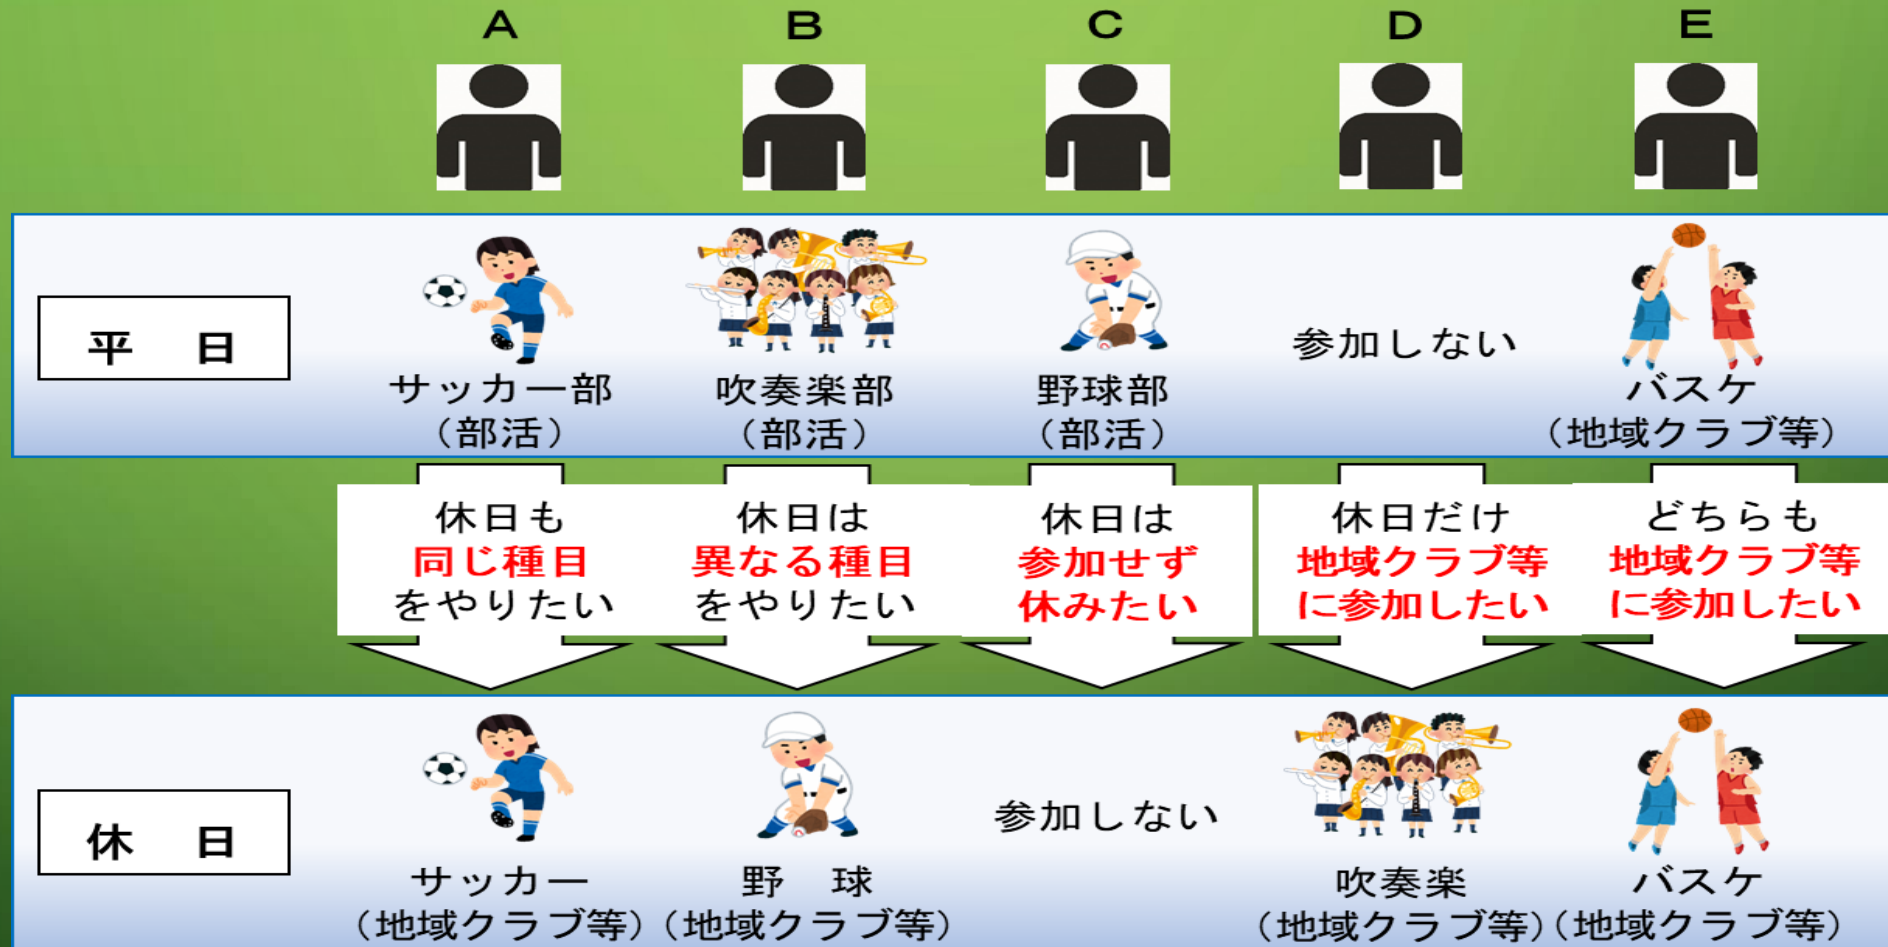 A B C D E
平 日
サッカー部 吹奏楽部 野球部 参加しない バスケ
（部活） （部活） （部活） （地域クラブ等）
休日も 休日は 休日は 休日だけ どちらも
同じ種目 異なる種目 参加せず 地域クラブ等 地域クラブ等
をやりたい をやりたい 休みたい に参加したい に参加したい
休 日
サッカー 野 球 参加しない 吹奏楽 バスケ
（地域クラブ等） （地域クラブ等） （地域クラブ等） （地域クラブ等）